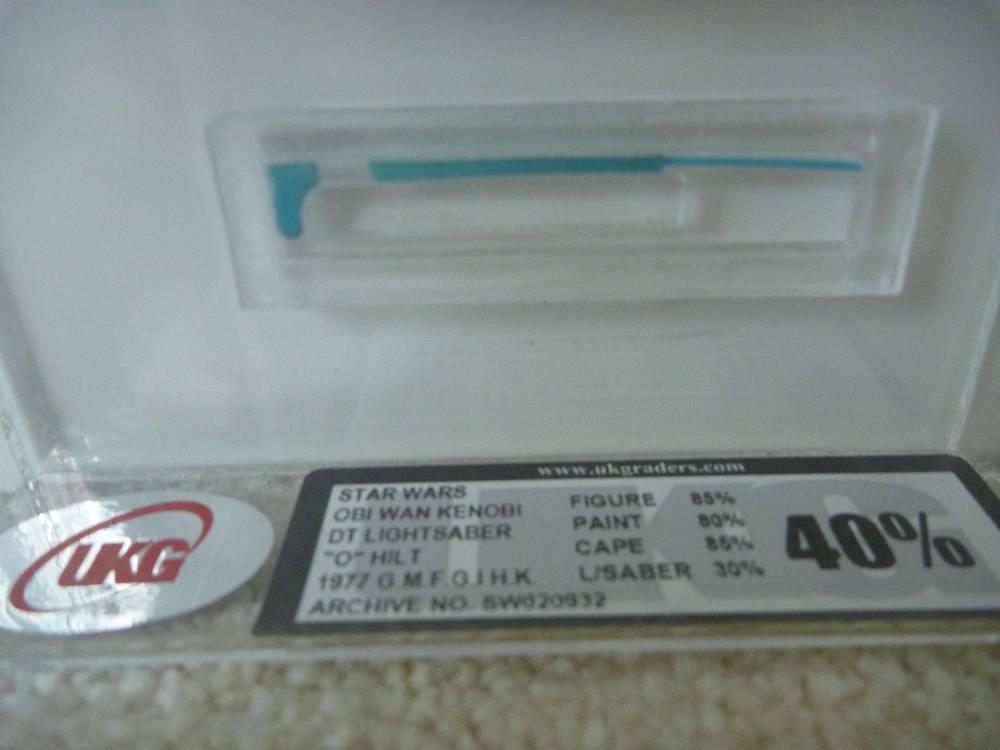 www.ukgraders.com
STAR WARS
OBI WAN KENOBI
DT LIGHTSABER
"O" HILT
1977 G.M.F.G.I H.K.
ARCHIVE NO. SW020932
FIGURE 85%
PAINT 80%
CAPE 85%
L/SABER 30%
40%
UKG